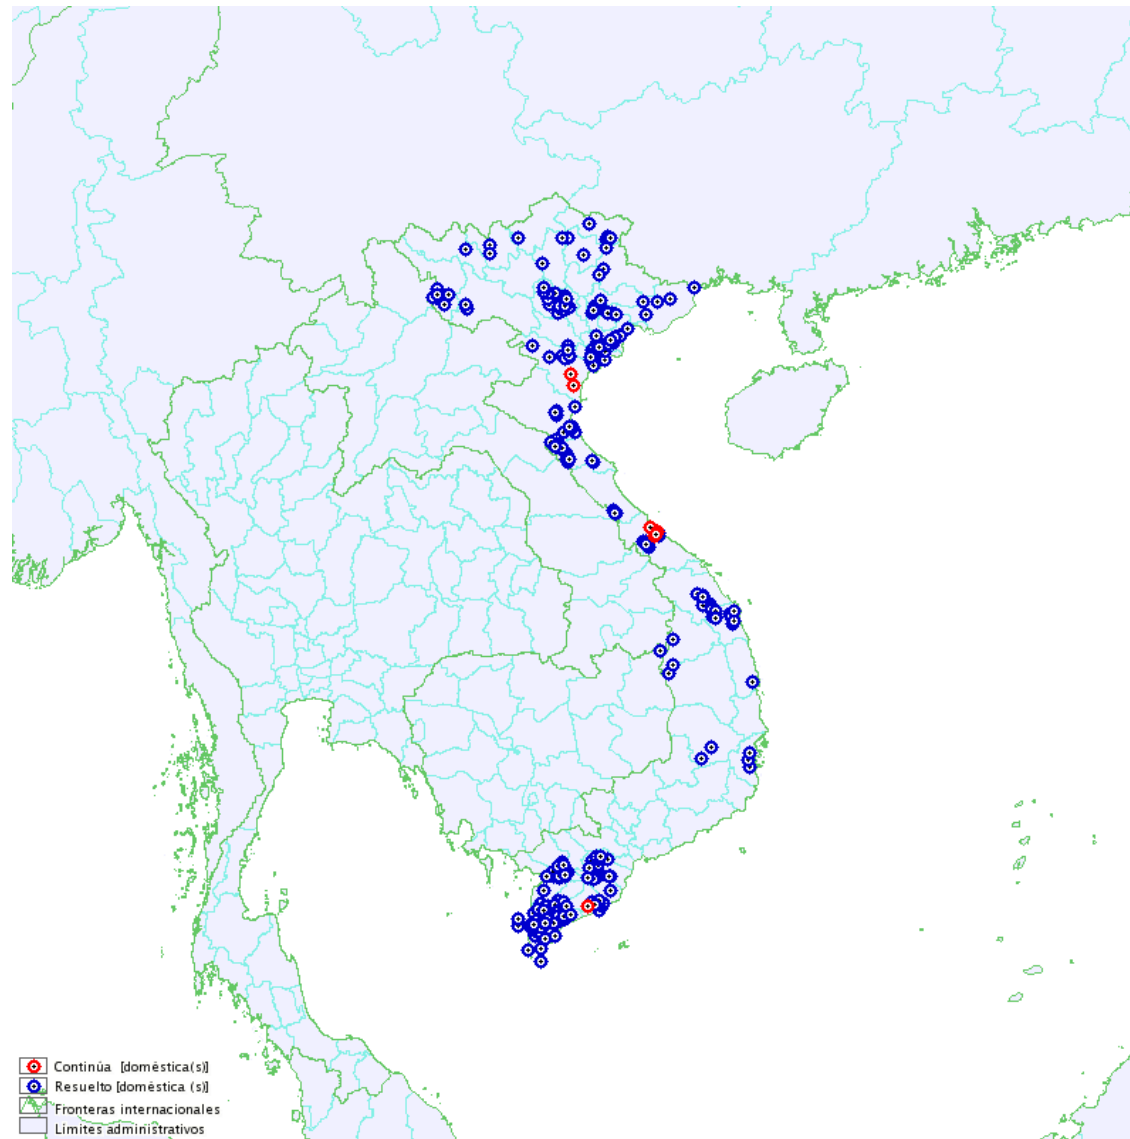 Continúa [doméstica(s)]
Resuelto [doméstica (s)]
Fronteras internacionales
Límites administrativos